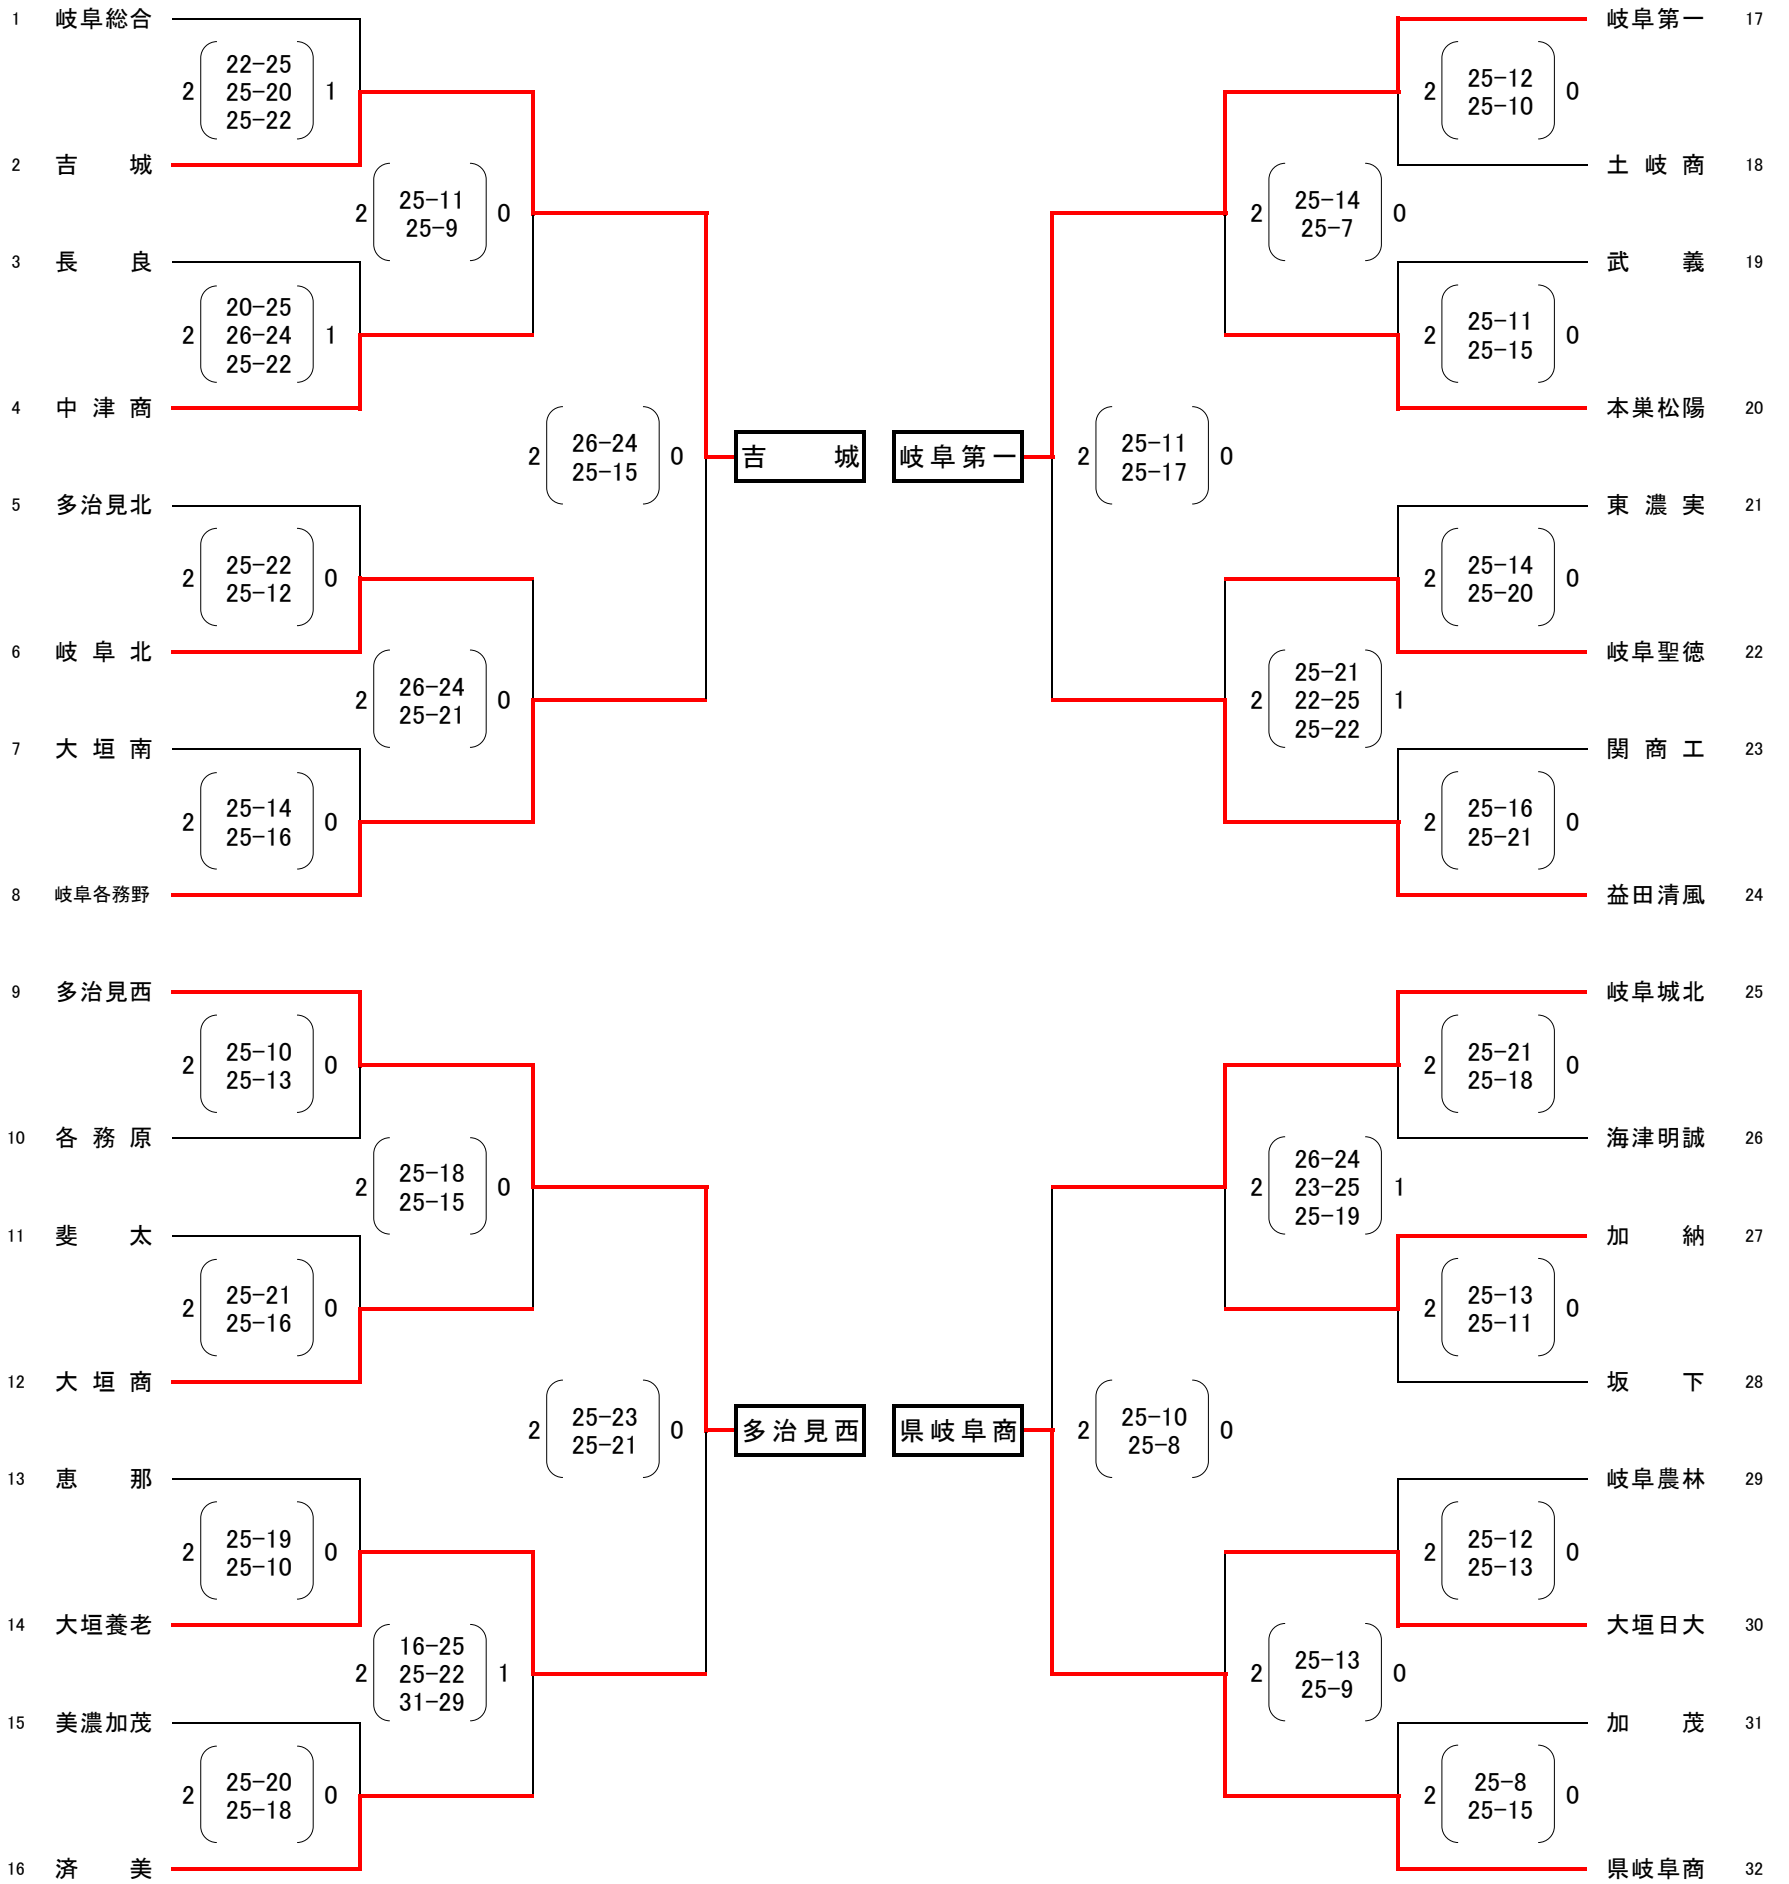 1 岐阜総合
2 22-25 1
25-20
25-22
2 吉城
2 25-11 0
25-9
3 長良
2 20-25 1
26-24
25-22
4 中津商
2 26-24 0
25-15
吉城
5 多治見北
2 25-22 0
25-12
6 岐阜北
2 26-24 0
25-21
7 大垣南
2 25-14 0
25-16
8 岐阜各務野
9 多治見西
2 25-10 0
25-13
10 各務原
2 25-18 0
25-15
11 斐太
2 25-21 0
25-16
12 大垣商
2 25-23 0
25-21
多治見西
13 恵那
2 25-19 0
25-10
14 大垣養老
2 16-25 1
25-22
31-29
15 美濃加茂
2 25-20 0
25-18
16 済美
岐阜第一 17
2 25-12 0
25-10
土岐商 18
2 25-14 0
25-7
武義 19
2 25-11 0
25-15
本巣松陽 20
岐阜第一
2 25-11 0
25-17
東濃実 21
2 25-14 0
25-20
岐阜聖徳 22
2 25-21 1
22-25
25-22
関商工 23
2 25-16 0
25-21
益田清風 24
岐阜城北 25
2 25-21 0
25-18
海津明誠 26
2 26-24 1
23-25
25-19
加納 27
2 25-13 0
25-11
坂下 28
県岐阜商
2 25-10 0
25-8
岐阜農林 29
2 25-12 0
25-13
大垣日大 30
2 25-13 0
25-9
加茂 31
2 25-8 0
25-15
県岐阜商 32